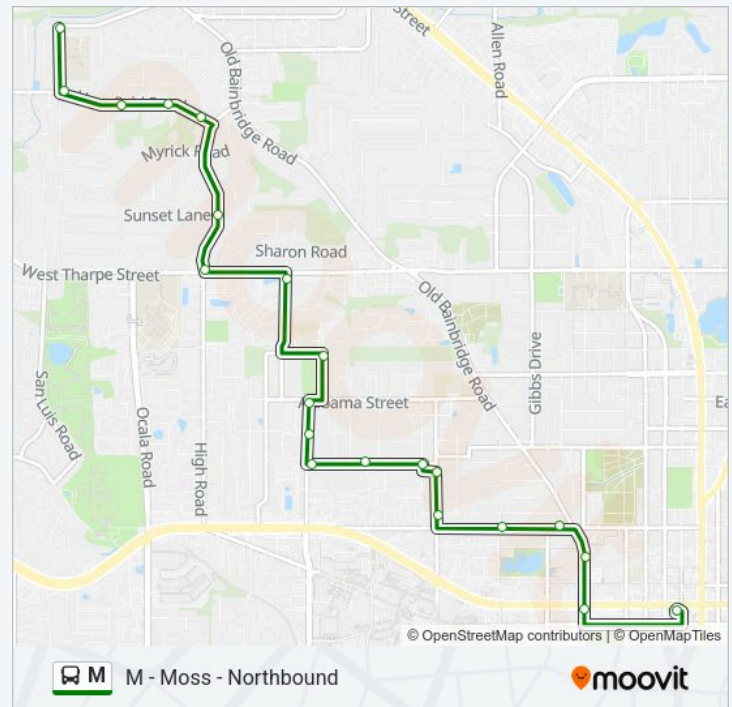 Street
Allen Road
Old Bainbridge Road
Myrick Road
Sunset Lane
Sharon Road
West Tharpe Street
Old Bainbridge Road
Gibbs Drive
San Luis Road
Ocala Road
High Road
Alabama Street
Ea
© OpenStreetMap contributors | © OpenMapTiles
M M - Moss - Northbound
moovit